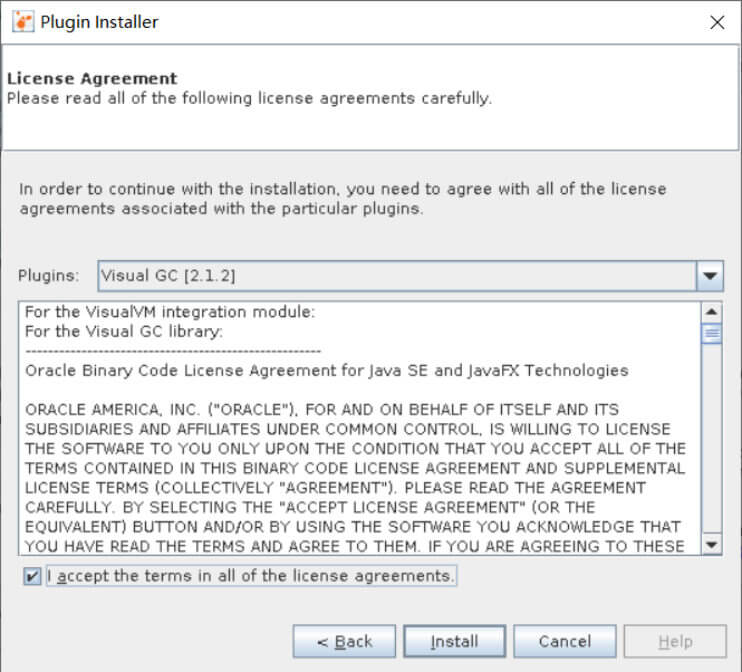 Plugin Installer
License Agreement
Please read all of the following license agreements carefully.
In order to continue with the installation, you need to agree with all of the license
agreements associated with the particular plugins.
Plugins: Visual GC [2.1.2]
For the VisualVM integration module:
For the Visual GC library:
------------------------------------------------------
Oracle Binary Code License Agreement for Java SE and JavaFX Technologies
ORACLE AMERICA, INC. ("ORACLE"), FOR AND ON BEHALF OF ITSELF AND ITS
SUBSIDIARIES AND AFFILIATES UNDER COMMON CONTROL, IS WILLING TO LICENSE
THE SOFTWARE TO YOU ONLY UPON THE CONDITION THAT YOU ACCEPT ALL OF THE
TERMS CONTAINED IN THIS BINARY CODE LICENSE AGREEMENT AND SUPPLEMENTAL
LICENSE TERMS (COLLECTIVELY "AGREEMENT"). PLEASE READ THE AGREEMENT
CAREFULLY. BY SELECTING THE "ACCEPT LICENSE AGREEMENT" (OR THE
EQUIVALENT) BUTTON AND/OR BY USING THE SOFTWARE YOU ACKNOWLEDGE THAT
YOU HAVE READ THE TERMS AND AGREE TO THEM. IF YOU ARE AGREEING TO THESE
I accept the terms in all of the license agreements.
< Back Install Cancel Help